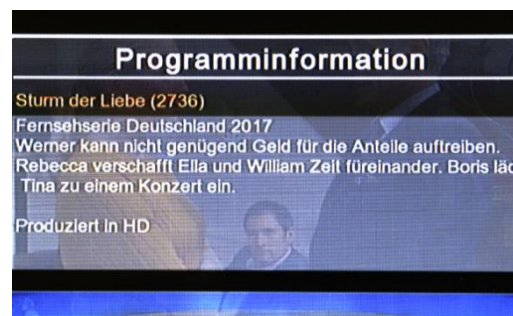 Programminformation
Sturm der Liebe (2736)
Fernsehserie Deutschland 2017
Werner kann nicht genügend Geld für die Anteile auftreiben.
Rebecca verschafft Ella und William Zeit füreinander. Boris läd
Tina zu einem Konzert ein.
Produziert in HD